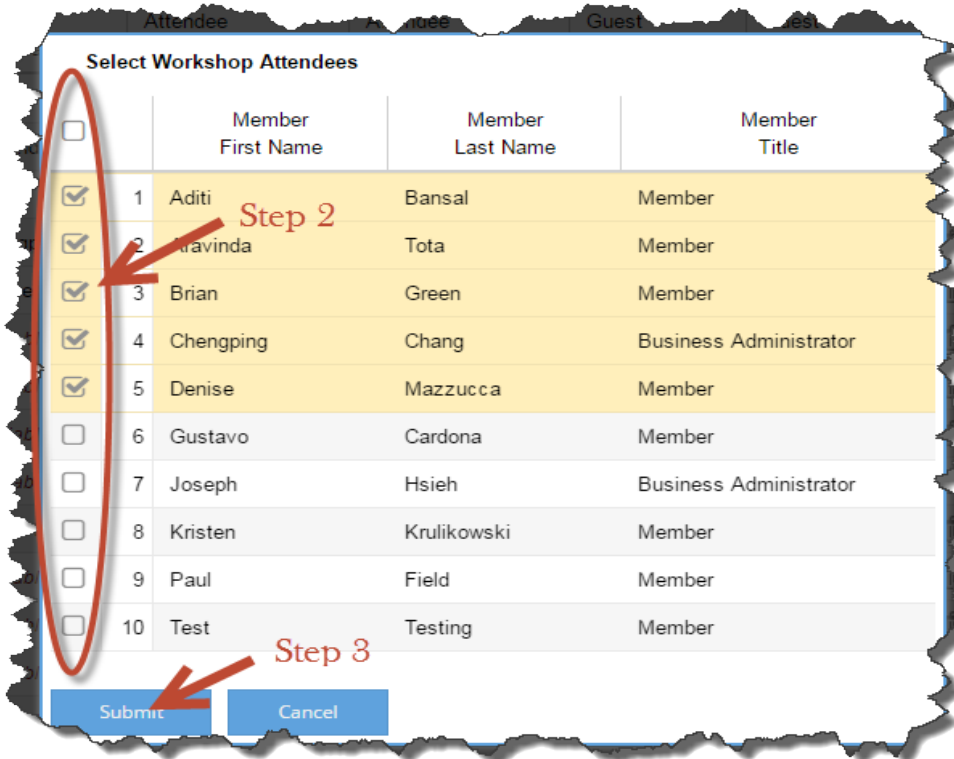 Attendee Guest
Select Workshop Attendees
Member First Name Member Last Name Member Title
1 Aditi Bansal Member
Step 2
2 Aravinda Tota Member
3 Brian Green Member
4 Chengping Chang Business Administrator
5 Denise Mazzucca Member
6 Gustavo Cardona Member
7 Joseph Hsieh Business Administrator
8 Kristen Krulikowski Member
9 Paul Field Member
10 Test Testing Member
Step 3
Submit Cancel